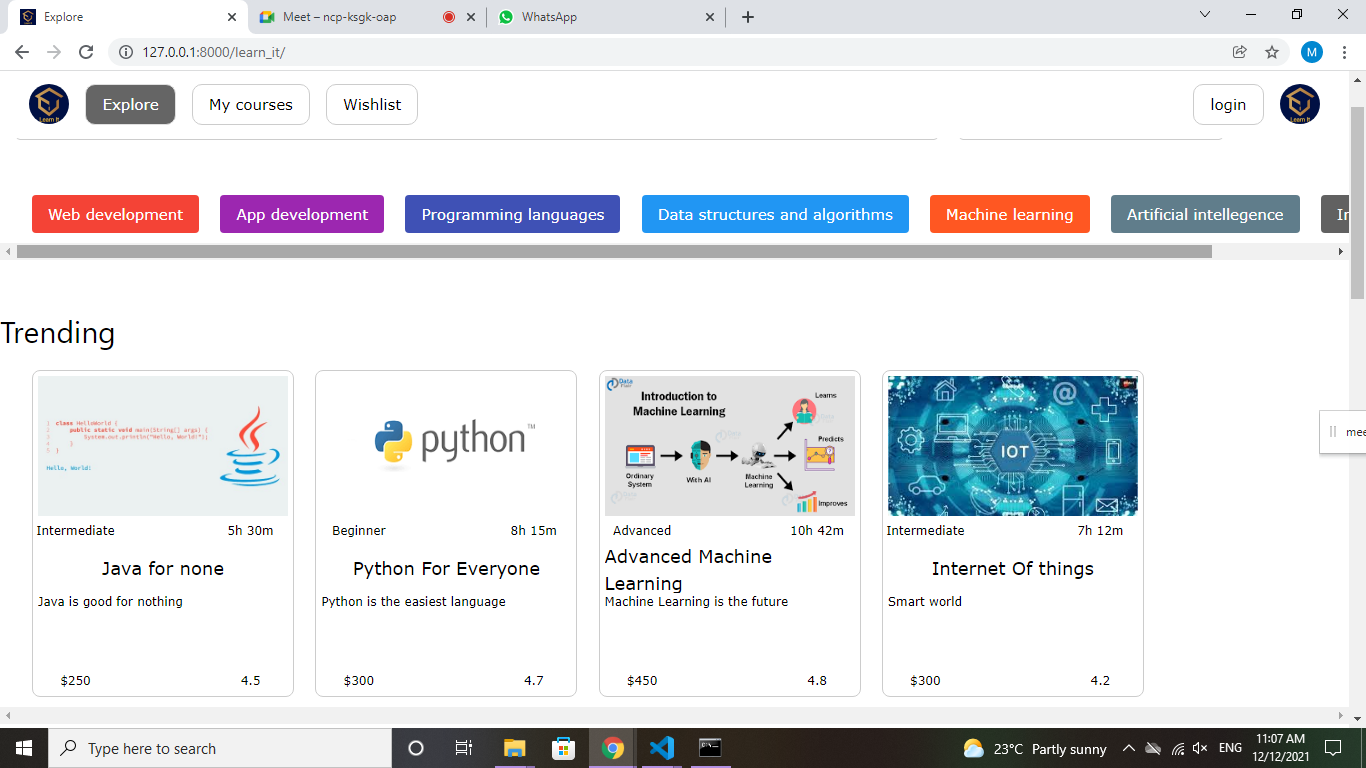 Explore
Meet – ncp-ksgk-oap
WhatsApp
127.0.0.1:8000/learn_it/
M
Learn It
Explore
My courses
Wishlist
login
Learn It
Web development
App development
Programming languages
Data structures and algorithms
Machine learning
Artificial intellegence
Trending
1 class HelloWorld {
2 public static void main(String[] args) {
3 System.out.println("Hello, World!");
4 }
5 }
Hello, World!
Intermediate 5h 30m
Java for none
Java is good for nothing
$250 4.5
python™
Beginner 8h 15m
Python For Everyone
Python is the easiest language
$300 4.7
Data
Flair
Introduction to
Machine Learning
Learns
Predicts
Improves
Ordinary
System
With AI
Machine
Learning
Advanced 10h 42m
Advanced Machine
Learning
Machine Learning is the future
$450 4.8
@
IOT
Intermediate 7h 12m
Internet Of things
Smart world
$300 4.2
mee
Type here to search
23°C Partly sunny
ENG
11:07 AM
12/12/2021